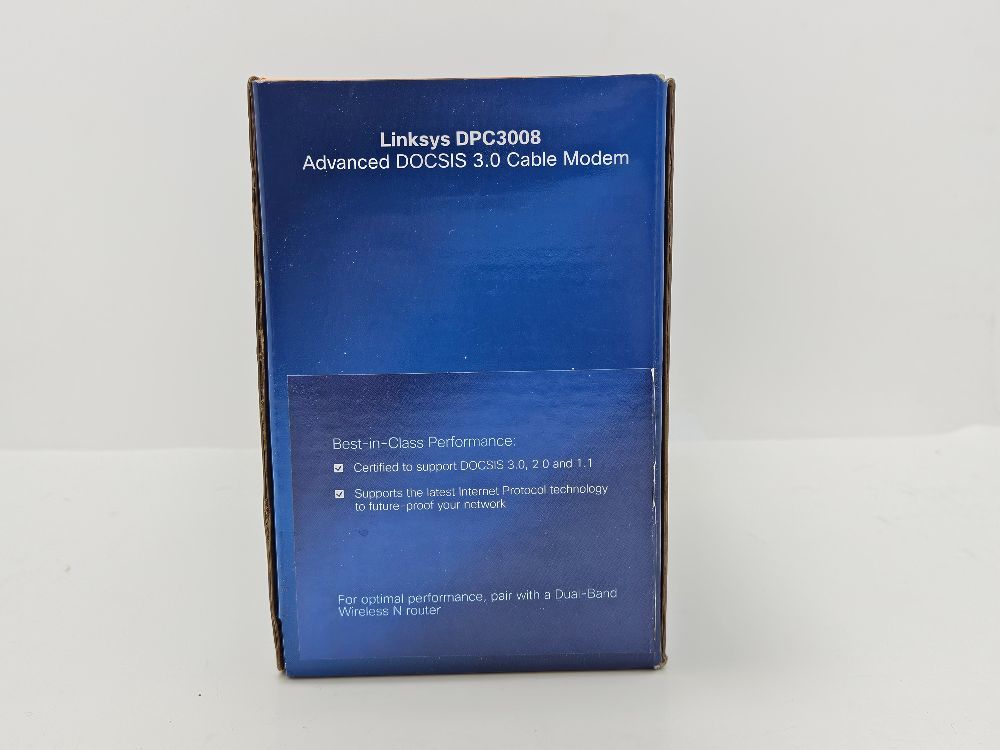 Linksys DPC3008
Advanced DOCSIS 3.0 Cable Modem
Best-in-Class Performance:
Certified to support DOCSIS 3.0, 2.0 and 1.1
Supports the latest Internet Protocol technology
to future-proof your network
For optimal performance, pair with a Dual-Band
Wireless N router